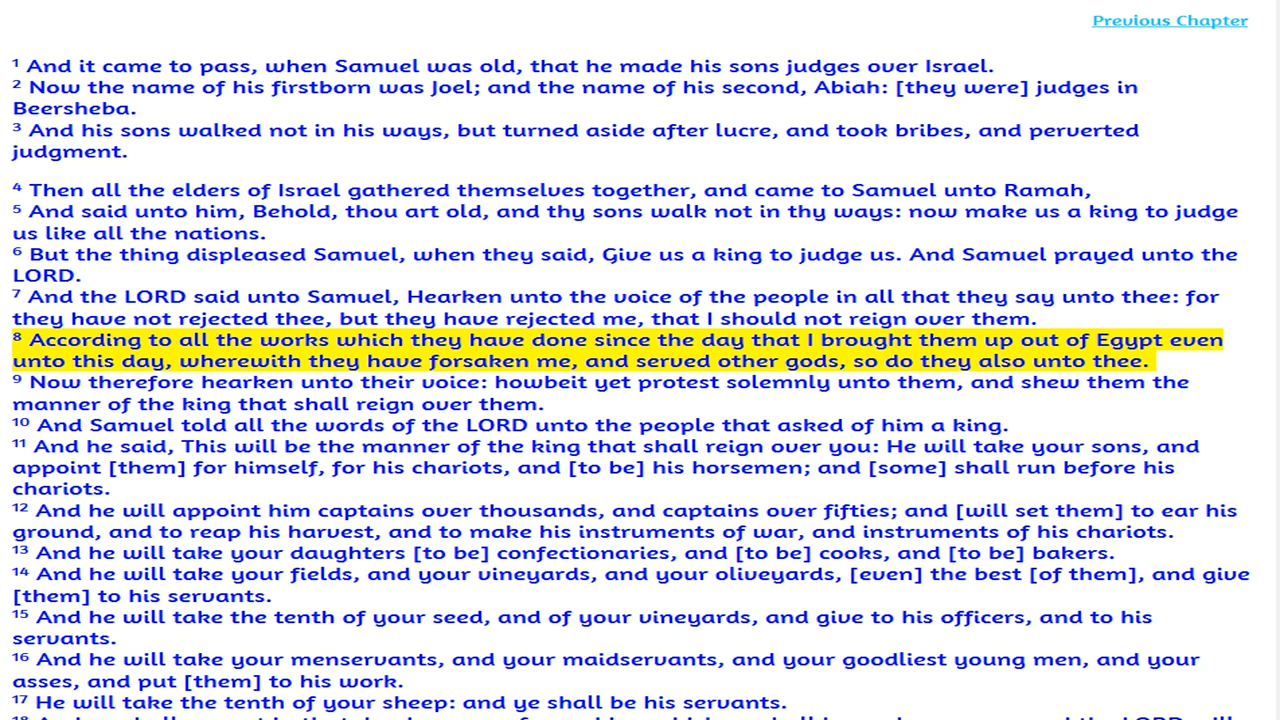 Previous Chapter
¹ And it came to pass, when Samuel was old, that he made his sons judges over Israel.
² Now the name of his firstborn was Joel; and the name of his second, Abiah: [they were] judges in
Beersheba.
³ And his sons walked not in his ways, but turned aside after lucre, and took bribes, and perverted
judgment.
⁴ Then all the elders of Israel gathered themselves together, and came to Samuel unto Ramah,
⁵ And said unto him, Behold, thou art old, and thy sons walk not in thy ways: now make us a king to judge
us like all the nations.
⁶ But the thing displeased Samuel, when they said, Give us a king to judge us. And Samuel prayed unto the
LORD.
⁷ And the LORD said unto Samuel, Hearken unto the voice of the people in all that they say unto thee: for
they have not rejected thee, but they have rejected me, that I should not reign over them.
⁸ According to all the works which they have done since the day that I brought them up out of Egypt even
unto this day, wherewith they have forsaken me, and served other gods, so do they also unto thee.
⁹ Now therefore hearken unto their voice: howbeit yet protest solemnly unto them, and shew them the
manner of the king that shall reign over them.
¹⁰ And Samuel told all the words of the LORD unto the people that asked of him a king.
¹¹ And he said, This will be the manner of the king that shall reign over you: He will take your sons, and
appoint [them] for himself, for his chariots, and [to be] his horsemen; and [some] shall run before his
chariots.
¹² And he will appoint him captains over thousands, and captains over fifties; and [will set them] to ear his
ground, and to reap his harvest, and to make his instruments of war, and instruments of his chariots.
¹³ And he will take your daughters [to be] confectionaries, and [to be] cooks, and [to be] bakers.
¹⁴ And he will take your fields, and your vineyards, and your oliveyards, [even] the best [of them], and give
[them] to his servants.
¹⁵ And he will take the tenth of your seed, and of your vineyards, and give to his officers, and to his
servants.
¹⁶ And he will take your menservants, and your maidservants, and your goodliest young men, and your
asses, and put [them] to his work.
¹⁷ He will take the tenth of your sheep: and ye shall be his servants.